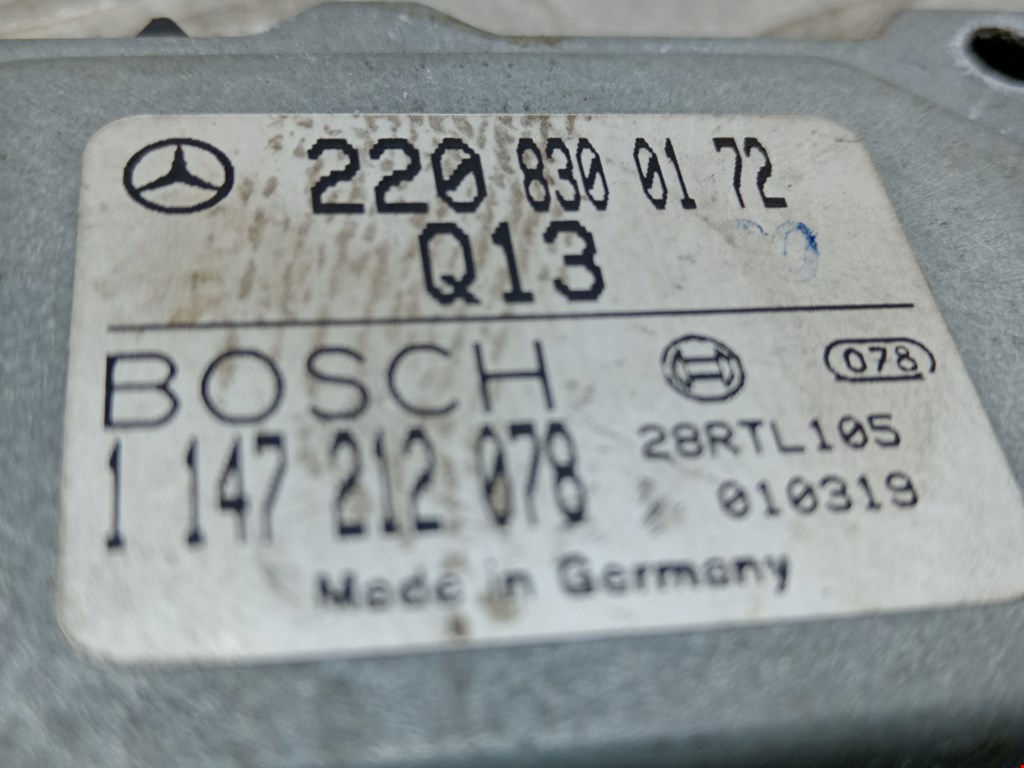 220 830 01 72
Q13
BOSCH
078
1 147 212 078
28RTL105
010319
Made in Germany